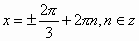 x = ± 2π/3 + 2πn, n ∈ z